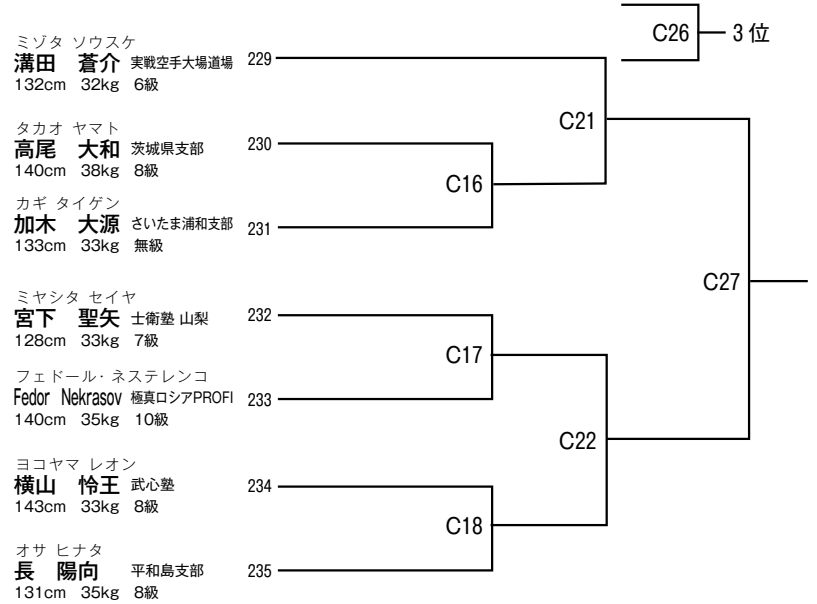 C26 3位
ミゾタ ソウスケ
溝田 蒼介 実戦空手大場道場 229
132cm 32kg 6級
C21
タカオ ヤマト
高尾 大和 茨城県支部 230
140cm 38kg 8級
C16
カギ タイゲン
加木 大源 さいたま浦和支部 231
133cm 33kg 無級
C27
ミヤシタ セイヤ
宮下 聖矢 士衛塾 山梨 232
128cm 33kg 7級
C17
フェドール・ネステレンコ
Fedor Nekrasov 極真ロシアPROFI 233
140cm 35kg 10級
C22
ヨコヤマ レオン
横山 怜王 武心塾 234
143cm 33kg 8級
C18
オサ ヒナタ
長 陽向 平和島支部 235
131cm 35kg 8級